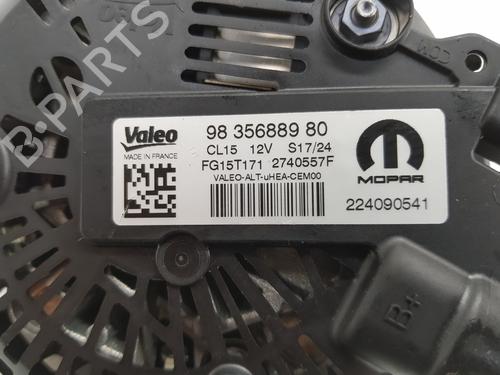 COM
Valeo
MADE IN FRANCE
98 356889 80
CL15 12V S17/24
FG15T171 2740557F
VALEO-ALT-uHEA-CEM00
MOPAR
224090541
B+
B-PARTS